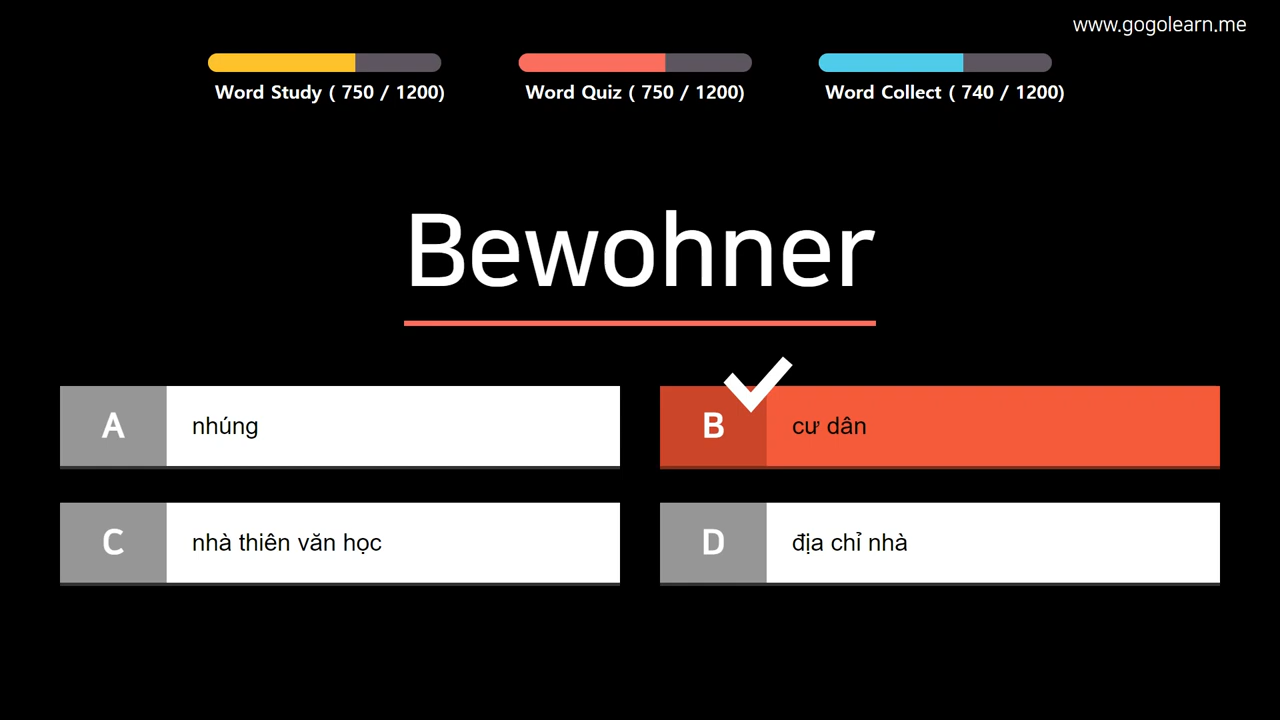 www.gogolearn.me
Word Study ( 750 / 1200)
Word Quiz ( 750 / 1200)
Word Collect ( 740 / 1200)
Bewohner
A nhúng
B cư dân
C nhà thiên văn học
D địa chỉ nhà